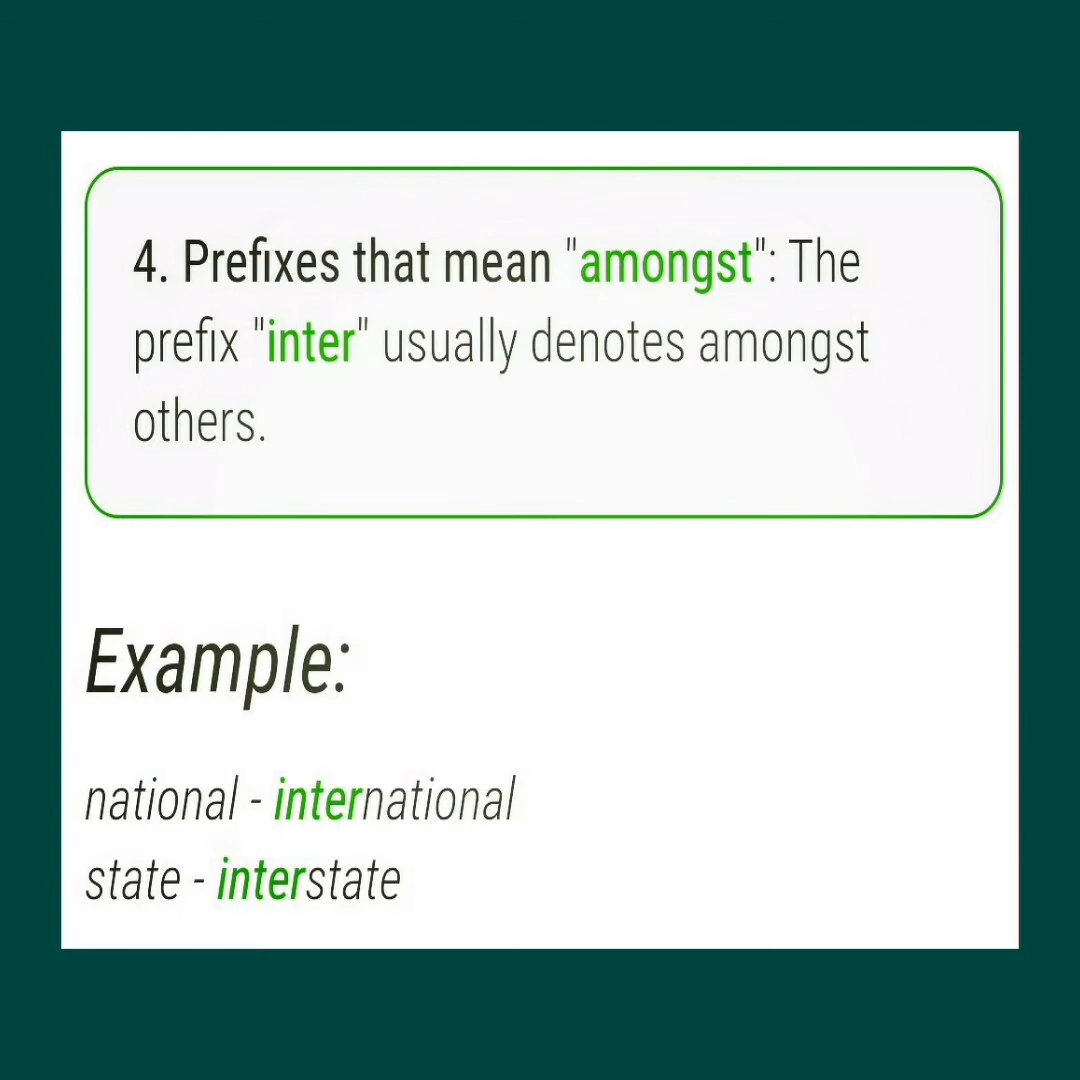 4. Prefixes that mean "amongst": The
prefix "inter" usually denotes amongst
others.
Example:
national - international
state - interstate